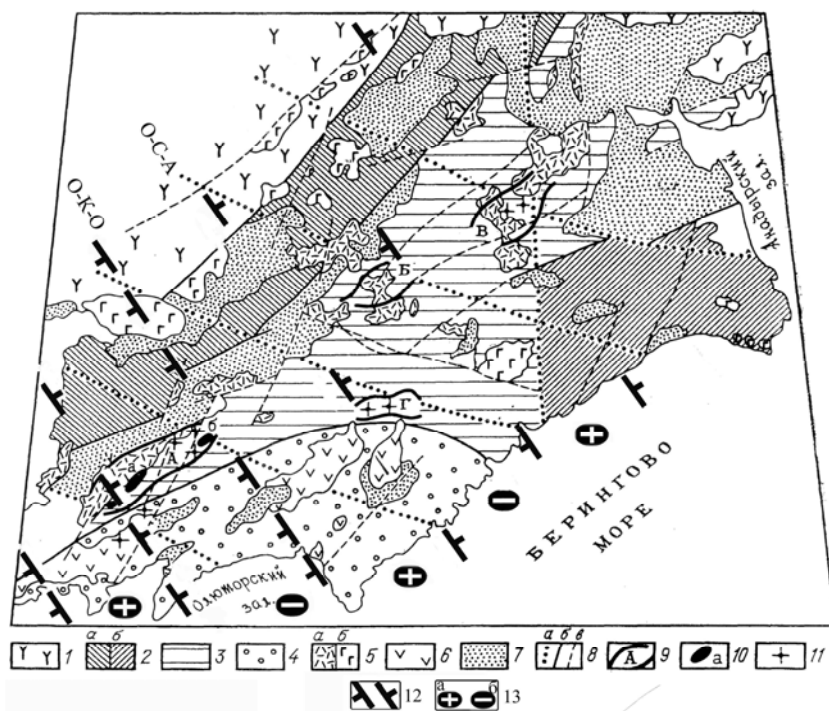 О-С-А
О-К-О
Анадырский
зал.
В
Б
Г
б
А
а
БЕРИНГОВО
МОРЕ
Олюторский
зал.
а б а б а б в
1 2 3 4 5 6 7 8 А 9 а 10 11
12 а б 13